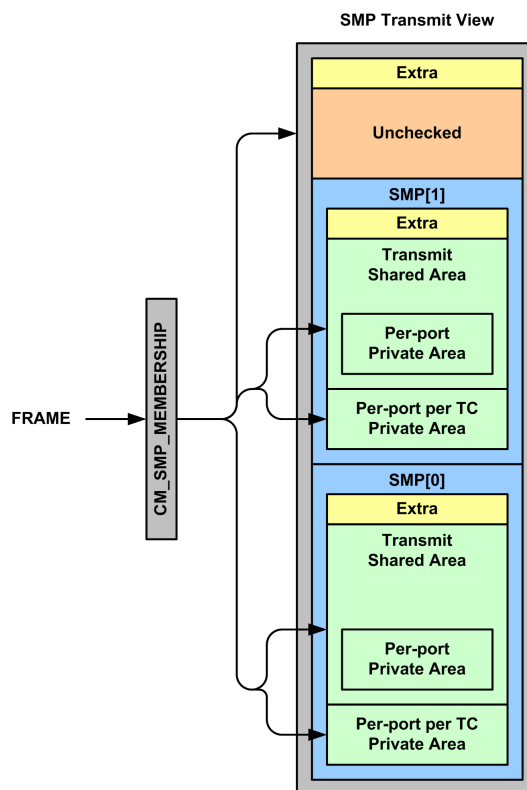 SMP Transmit View
Extra
Unchecked
SMP[1]
Extra
Transmit
Shared Area
Per-port
Private Area
Per-port per TC
Private Area
FRAME
CM_SMP_MEMBERSHIP
SMP[0]
Extra
Transmit
Shared Area
Per-port
Private Area
Per-port per TC
Private Area